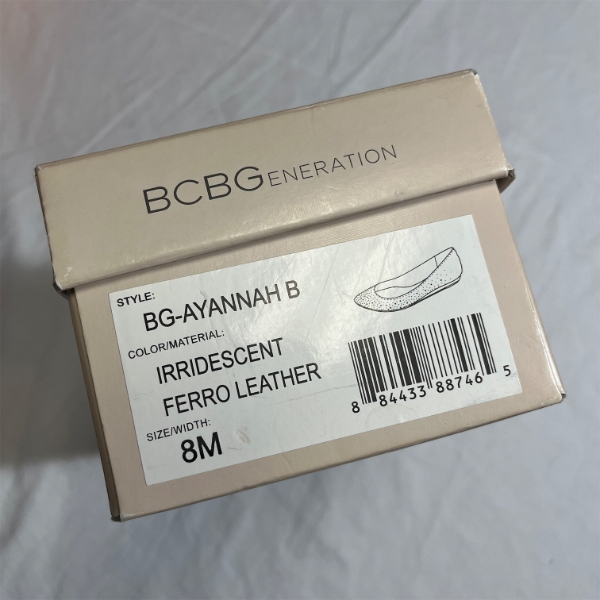 BCBGENERATION
STYLE:
BG-AYANNAH B
COLOR/MATERIAL:
IRRIDESCENT
FERRO LEATHER
SIZE/WIDTH:
8M
8 84433 88746 5